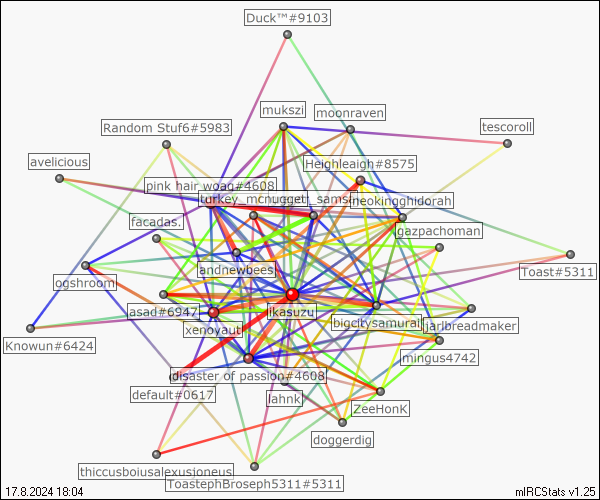 Duck™#9103
mukszi
moonraven
tescoroll
Random Stuf6#5983
avelicious
Heighleaigh#8575
pink hair woag#4608
turkey_mcnugget_samsi
neokingghidorah
facadas.
gazpachoman
andnewbees
Toast#5311
ogshroom
asad#6947
ikasuzu
bigcitysamurai
jarlbreadmaker
xenoyaut
Knowun#6424
mingus4742
disaster of passion#4608
default#0617
lahnk
ZeeHonK
doggerdig
thiccusboiusalexusjoneus
ToastephBroseph5311#5311
17.8.2024 18:04
mIRCStats v1.25